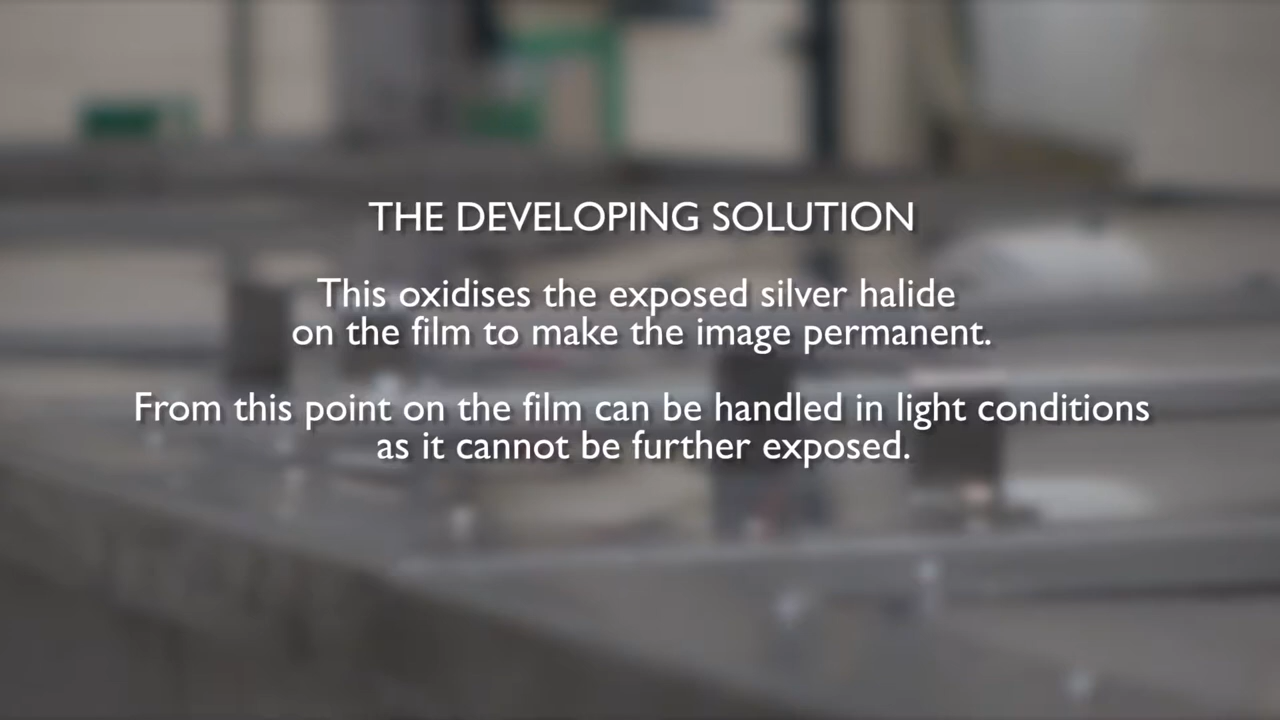 THE DEVELOPING SOLUTION
This oxidises the exposed silver halide
on the film to make the image permanent.
From this point on the film can be handled in light conditions
as it cannot be further exposed.